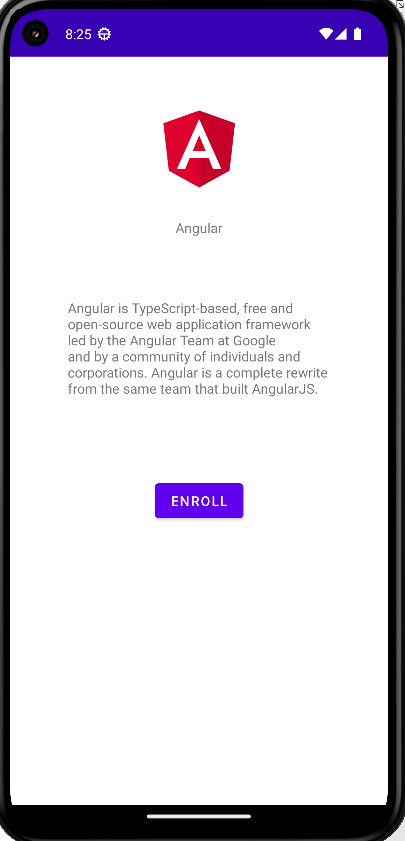 8:25
A
Angular
Angular is TypeScript-based, free and
open-source web application framework
led by the Angular Team at Google
and by a community of individuals and
corporations. Angular is a complete rewrite
from the same team that built AngularJS.
ENROLL